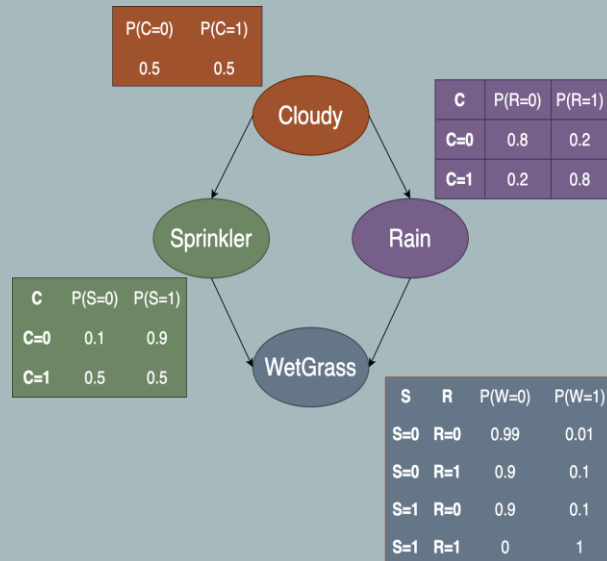 P(C=0) P(C=1)
0.5 0.5
Cloudy
C P(R=0) P(R=1)
C=0 0.8 0.2
C=1 0.2 0.8
Sprinkler
Rain
C P(S=0) P(S=1)
C=0 0.1 0.9
C=1 0.5 0.5
WetGrass
S R P(W=0) P(W=1)
S=0 R=0 0.99 0.01
S=0 R=1 0.9 0.1
S=1 R=0 0.9 0.1
S=1 R=1 0 1